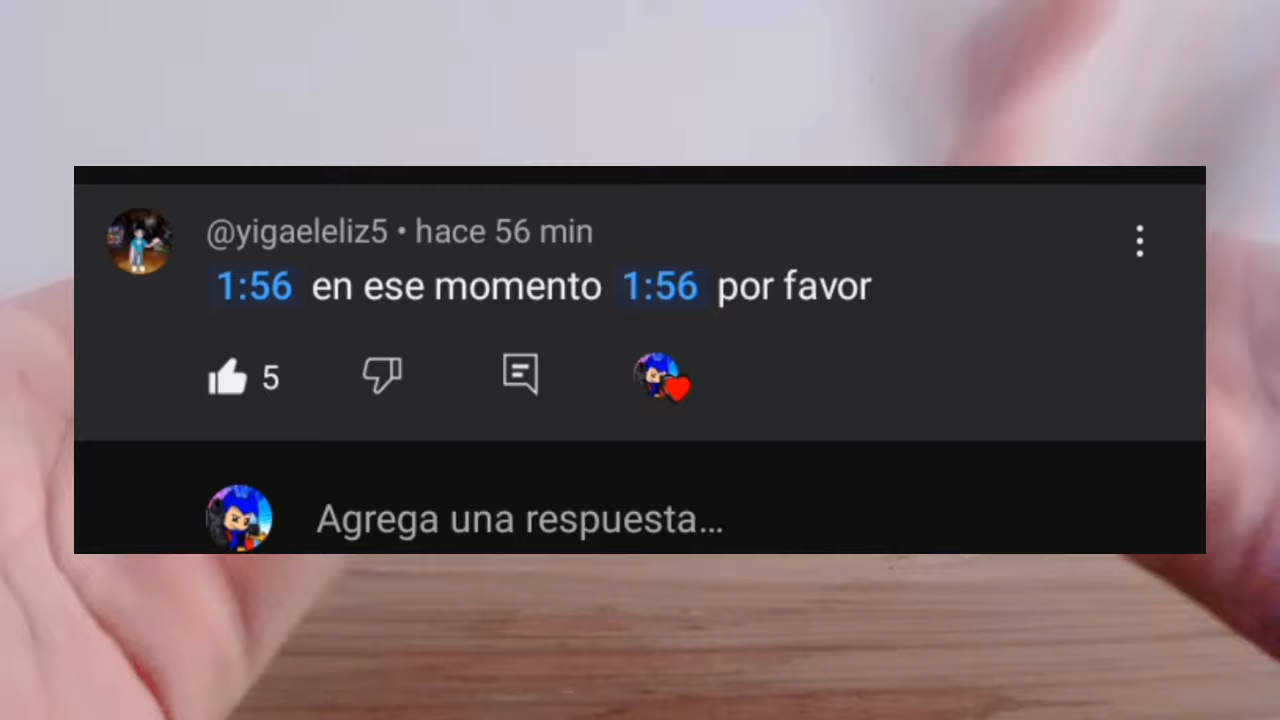 @yigaeleliz5 • hace 56 min
1:56 en ese momento 1:56 por favor
5
Agrega una respuesta...